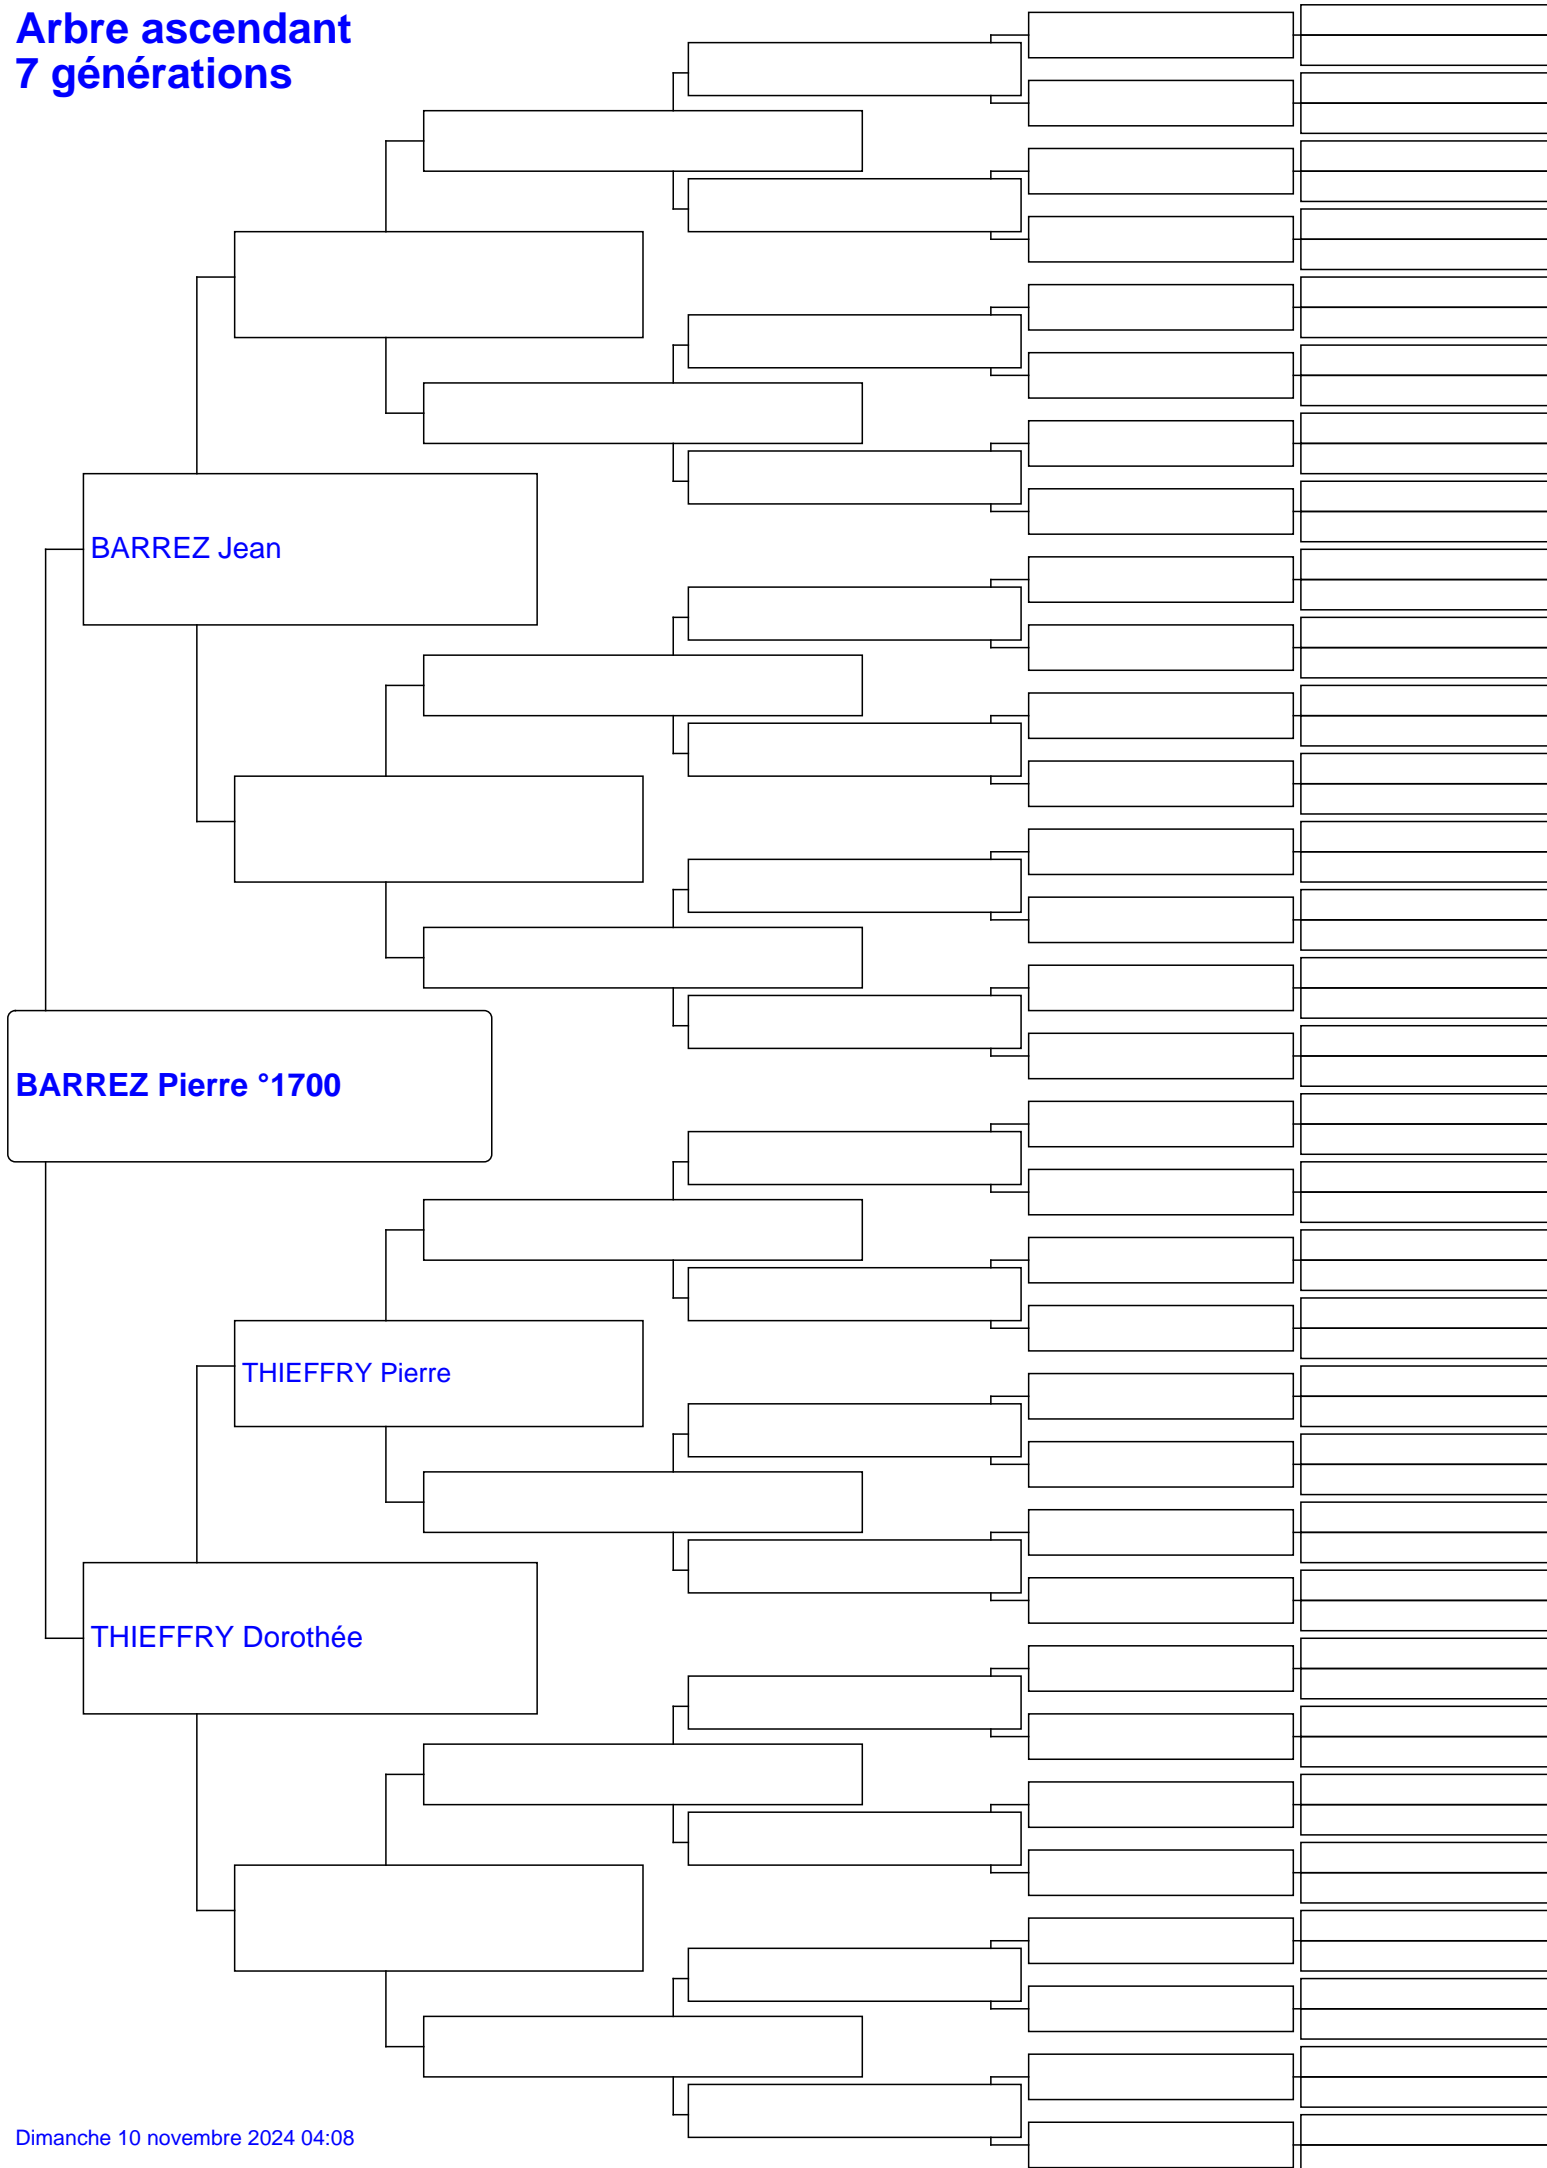 Arbre ascendant
7 générations
BARREZ Jean
BARREZ Pierre °1700
THIEFFRY Pierre
THIEFFRY Dorothée
Dimanche 10 novembre 2024 04:08